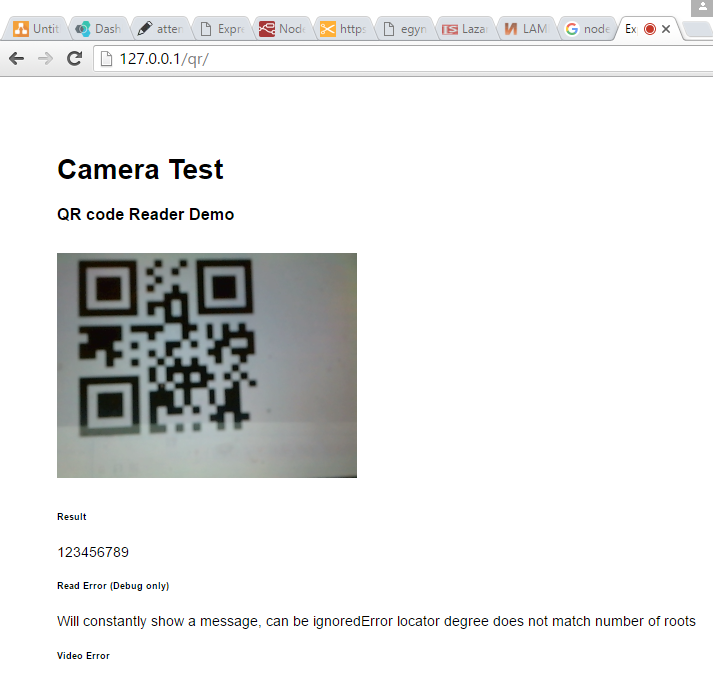 Untit Dash atter Expre Node https egyn Lazar LAM node Ex
127.0.0.1/qr/
Camera Test
QR code Reader Demo
Result
123456789
Read Error (Debug only)
Will constantly show a message, can be ignoredError locator degree does not match number of roots
Video Error